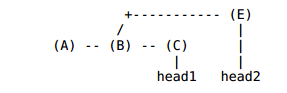 +----------- (E)
/ |
(A) -- (B) -- (C) |
| |
head1 head2